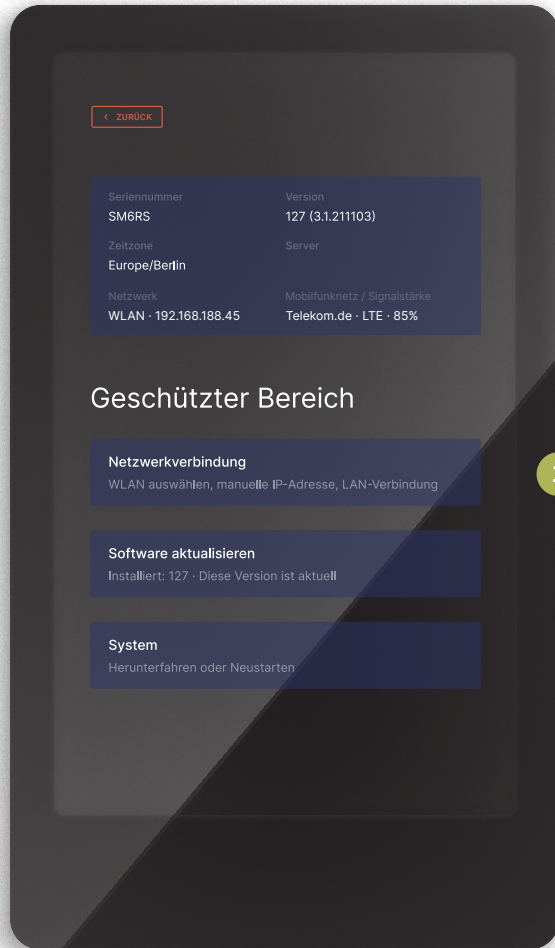 ZURÜCK
Seriennummer Version
SM6RS 127 (3.1.211103)
Zeitzone Server
Europe/Berlin
Netzwerk Mobilfunknetz / Signalstärke
WLAN · 192.168.188.45 Telekom.de · LTE · 85%
Geschützter Bereich
Netzwerkverbindung
WLAN auswählen, manuelle IP-Adresse, LAN-Verbindung
Software aktualisieren
Installiert: 127 · Diese Version ist aktuell
System
Herunterfahren oder Neustarten